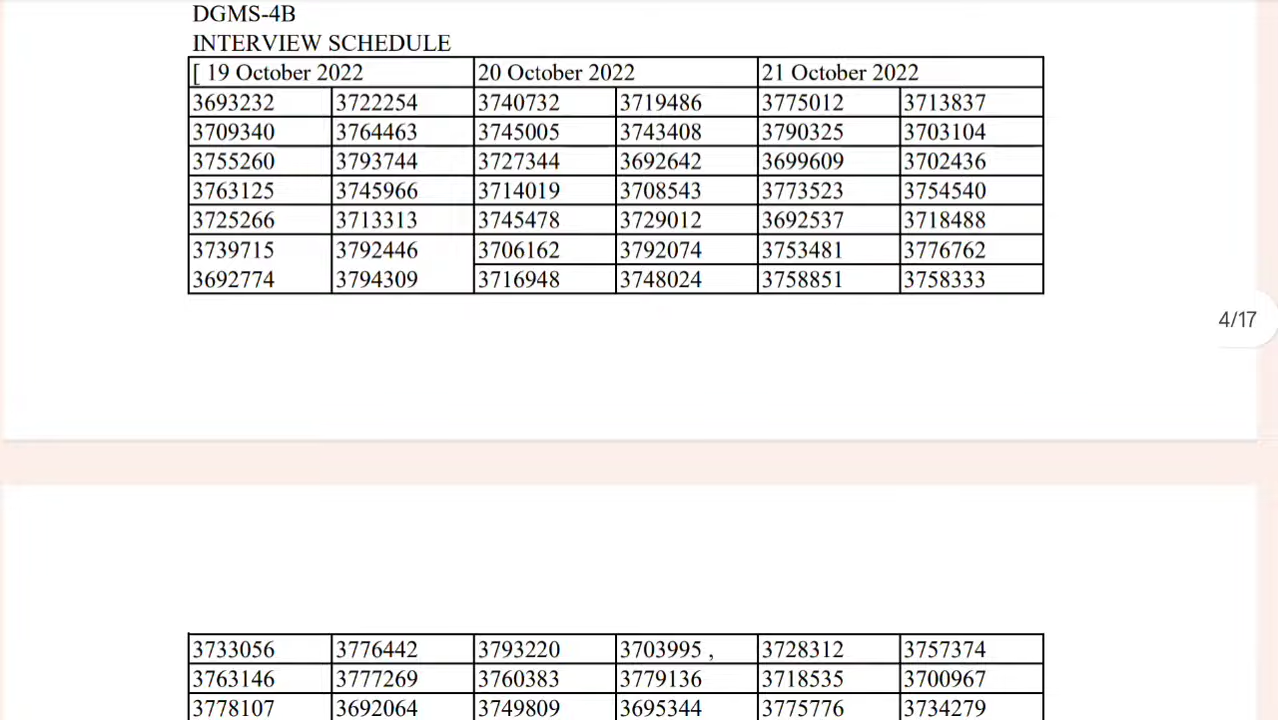 DGMS-4B
INTERVIEW SCHEDULE
[ 19 October 2022 20 October 2022 21 October 2022
3693232 3722254 3740732 3719486 3775012 3713837
3709340 3764463 3745005 3743408 3790325 3703104
3755260 3793744 3727344 3692642 3699609 3702436
3763125 3745966 3714019 3708543 3773523 3754540
3725266 3713313 3745478 3729012 3692537 3718488
3739715 3792446 3706162 3792074 3753481 3776762
3692774 3794309 3716948 3748024 3758851 3758333
4/17
3733056 3776442 3793220 3703995 , 3728312 3757374
3763146 3777269 3760383 3779136 3718535 3700967
3778107 3692064 3749809 3695344 3775776 3734279